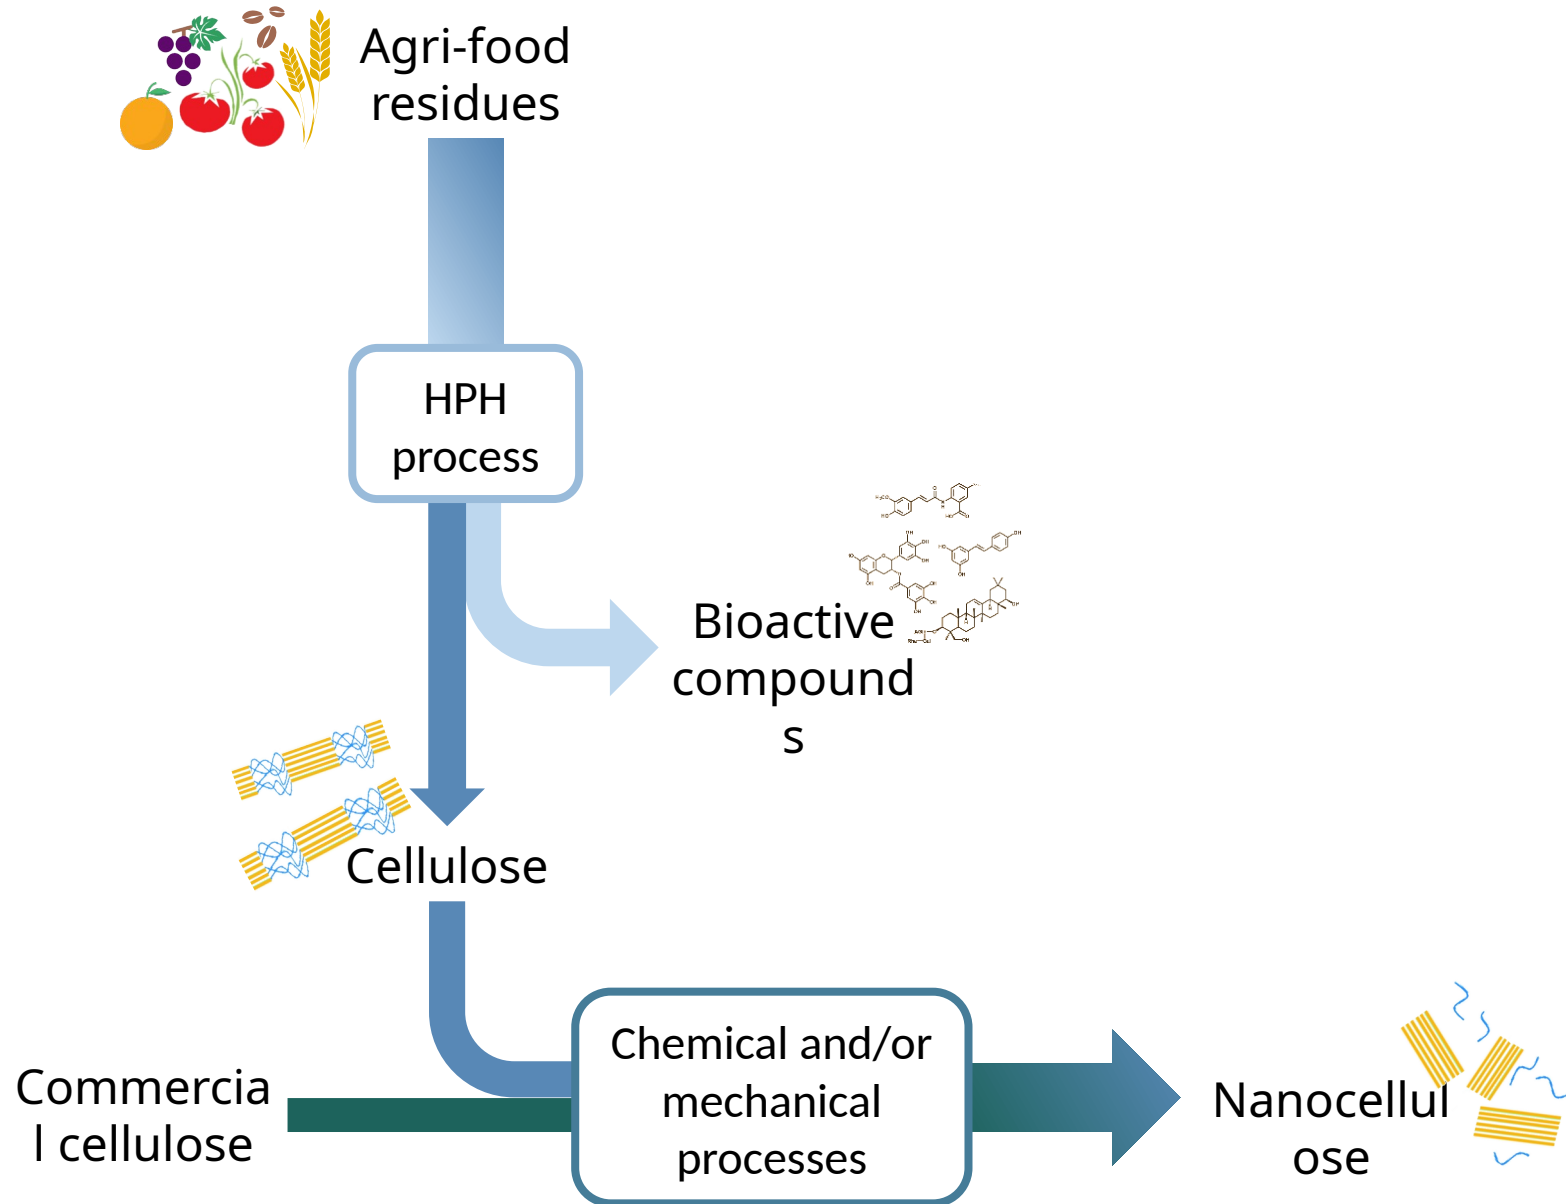 Agri-food
residues
HPH
process
Bioactive
compound
s
Cellulose
Chemical and/or
mechanical
processes
Commercia
l cellulose
Nanocellul
ose